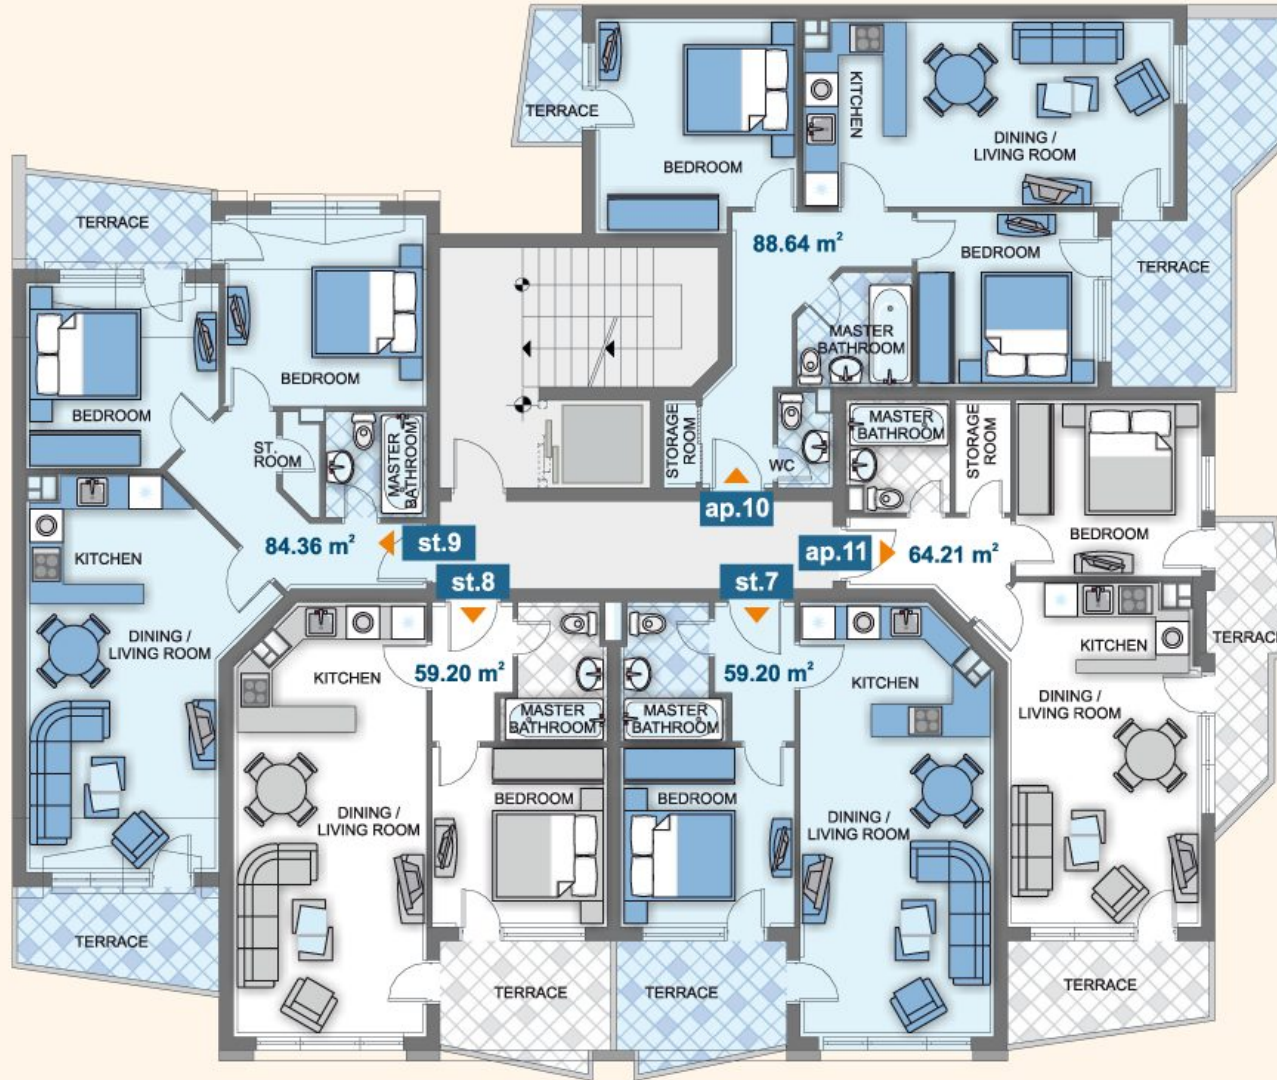 TERRACE
BEDROOM
KITCHEN
DINING /
LIVING ROOM
88.64 m²
BEDROOM
TERRACE
MASTER
BATHROOM
STORAGE
ROOM
WC
ap.10
TERRACE
BEDROOM
BEDROOM
ST.
ROOM
MASTER
BATHROOM
84.36 m²
st.9
KITCHEN
DINING /
LIVING ROOM
TERRACE
st.8
59.20 m²
KITCHEN
MASTER
BATHROOM
BEDROOM
DINING /
LIVING ROOM
TERRACE
st.7
59.20 m²
MASTER
BATHROOM
KITCHEN
BEDROOM
DINING /
LIVING ROOM
TERRACE
ap.11
64.21 m²
MASTER
BATHROOM
STORAGE
ROOM
BEDROOM
KITCHEN
DINING /
LIVING ROOM
TERRACE
TERRACE